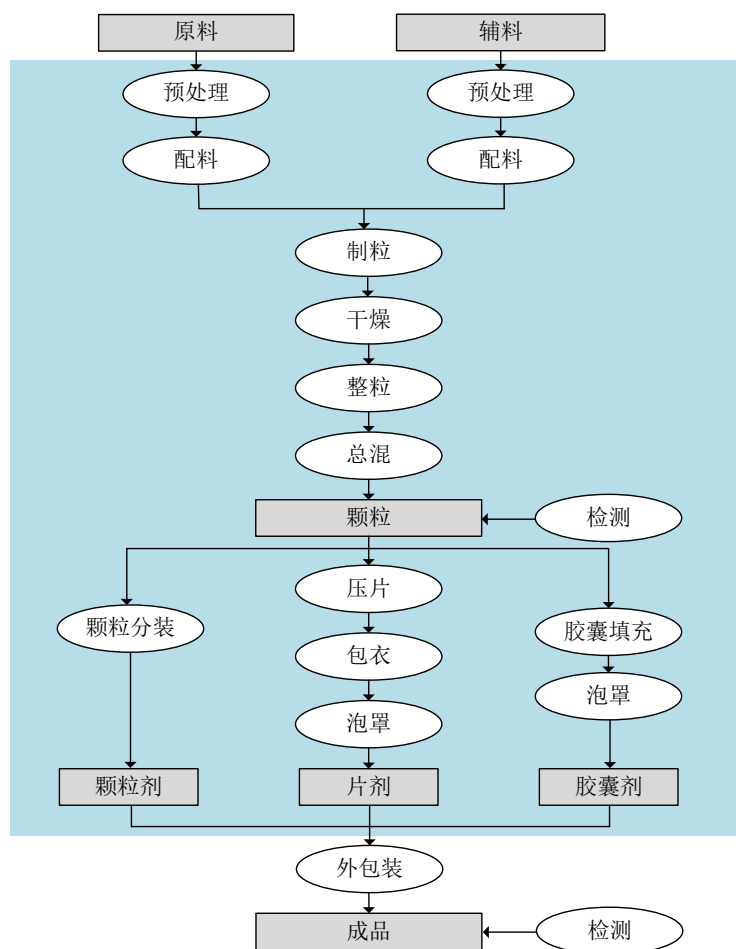 原料
辅料
预处理
预处理
配料
配料
制粒
干燥
整粒
总混
颗粒
检测
压片
颗粒分装
胶囊填充
包衣
泡罩
泡罩
颗粒剂
片剂
胶囊剂
外包装
成品
检测